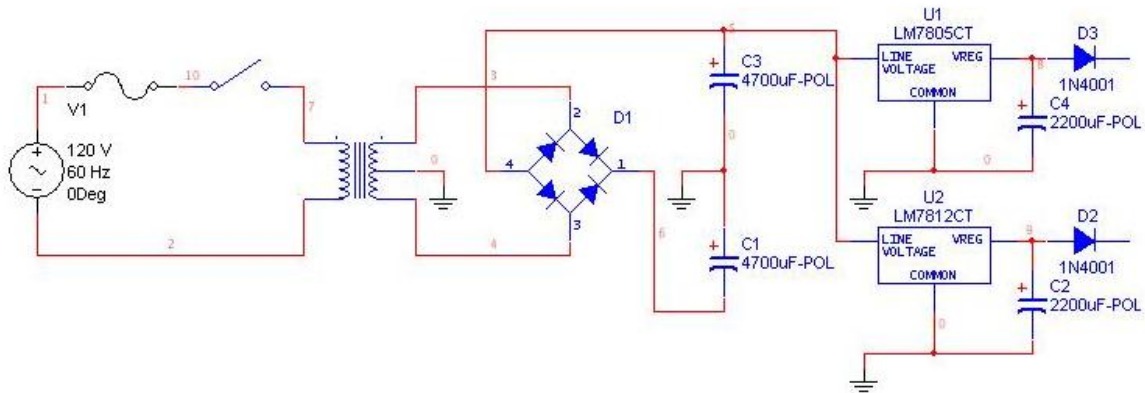 U1
LM7805CT
LINE VREG
VOLTAGE
COMMON
D3
1N4001
C4
2200uF-POL
C3
4700uF-POL
V1
120 V
60 Hz
0Deg
D1
C1
4700uF-POL
U2
LM7812CT
LINE VREG
VOLTAGE
COMMON
D2
1N4001
C2
2200uF-POL
1
10
7
2
3
0
4
2
4
1
3
5
0
6
8
0
9
0
+
+
+
+
+